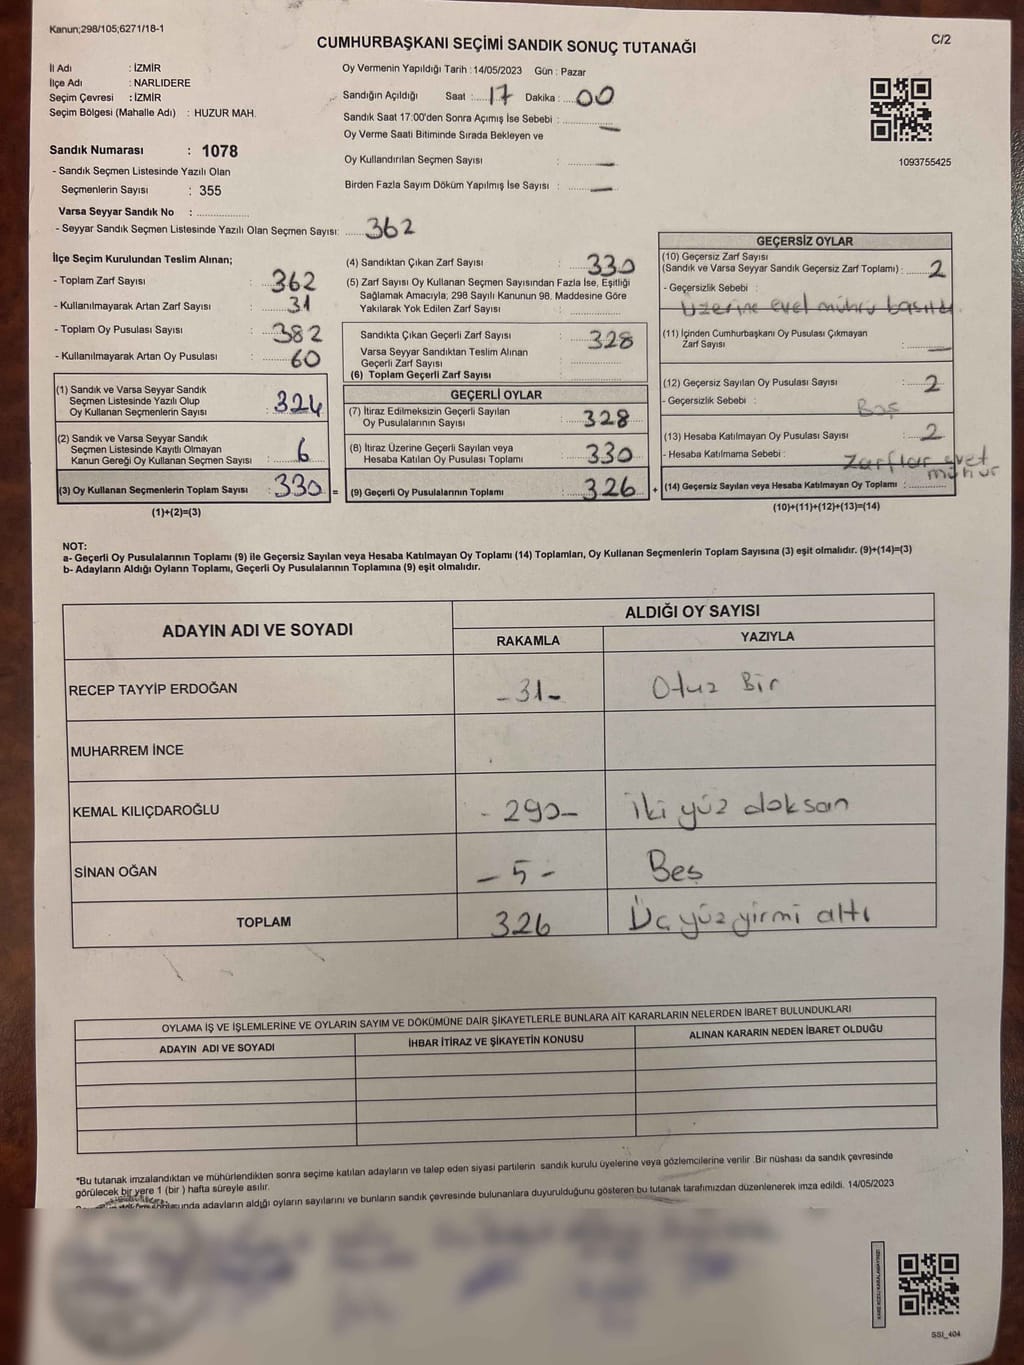 Kanun;298/105;6271/18-1
C/2
CUMHURBAŞKANI SEÇİMİ SANDIK SONUÇ TUTANAĞI
İl Adı : İZMİR
İlçe Adı : NARLIDERE
Seçim Çevresi : İZMİR
Seçim Bölgesi (Mahalle Adı) : HUZUR MAH.
Oy Vermenin Yapıldığı Tarih : 14/05/2023 Gün : Pazar
Sandığın Açıldığı Saat : 17 Dakika : 00
Sandık Saat 17:00'den Sonra Açımış İse Sebebi : —
Oy Verme Saati Bitiminde Sırada Bekleyen ve
Oy Kullandırılan Seçmen Sayısı : —
Birden Fazla Sayım Döküm Yapılmış İse Sayısı : —
1093755425
Sandık Numarası : 1078
- Sandık Seçmen Listesinde Yazılı Olan
Seçmenlerin Sayısı : 355
Varsa Seyyar Sandık No :
- Seyyar Sandık Seçmen Listesinde Yazılı Olan Seçmen Sayısı: 362
İlçe Seçim Kurulundan Teslim Alınan;
- Toplam Zarf Sayısı : 362
- Kullanılmayarak Artan Zarf Sayısı : 31
- Toplam Oy Pusulası Sayısı : 382
- Kullanılmayarak Artan Oy Pusulası : 60
(1) Sandık ve Varsa Seyyar Sandık
Seçmen Listesinde Yazılı Olup
Oy Kullanan Seçmenlerin Sayısı : 324
(2) Sandık ve Varsa Seyyar Sandık
Seçmen Listesinde Kayıtlı Olmayan
Kanun Gereği Oy Kullanan Seçmen Sayısı : 6
(3) Oy Kullanan Seçmenlerin Toplam Sayısı : 330 =
(1)+(2)=(3)
(4) Sandıktan Çıkan Zarf Sayısı : 330
(5) Zarf Sayısı Oy Kullanan Seçmen Sayısından Fazla İse, Eşitliği
Sağlamak Amacıyla; 298 Sayılı Kanunun 98. Maddesine Göre
Yakılarak Yok Edilen Zarf Sayısı :
Sandıkta Çıkan Geçerli Zarf Sayısı : 328
Varsa Seyyar Sandıktan Teslim Alınan
Geçerli Zarf Sayısı :
(6) Toplam Geçerli Zarf Sayısı :
GEÇERLİ OYLAR
(7) İtiraz Edilmeksizin Geçerli Sayılan
Oy Pusulalarının Sayısı : 328
(8) İtiraz Üzerine Geçerli Sayılan veya
Hesaba Katılan Oy Pusulası Toplamı : 330
(9) Geçerli Oy Pusulalarının Toplamı : 326 +
GEÇERSİZ OYLAR
(10) Geçersiz Zarf Sayısı
(Sandık ve Varsa Seyyar Sandık Geçersiz Zarf Toplamı) : 2
- Geçersizlik Sebebi :
üzerine evet mührü basıldı
(11) İçinden Cumhurbaşkanı Oy Pusulası Çıkmayan
Zarf Sayısı : —
(12) Geçersiz Sayılan Oy Pusulası Sayısı : 2
- Geçersizlik Sebebi : Boş
(13) Hesaba Katılmayan Oy Pusulası Sayısı : 2
- Hesaba Katılmama Sebebi : zarflar evet
mühür
(14) Geçersiz Sayılan veya Hesaba Katılmayan Oy Toplamı :
(10)+(11)+(12)+(13)=(14)
NOT:
a- Geçerli Oy Pusulalarının Toplamı (9) ile Geçersiz Sayılan veya Hesaba Katılmayan Oy Toplamı (14) Toplamları, Oy Kullanan Seçmenlerin Toplam Sayısına (3) eşit olmalıdır. (9)+(14)=(3)
b- Adayların Aldığı Oyların Toplamı, Geçerli Oy Pusulalarının Toplamına (9) eşit olmalıdır.
ADAYIN ADI VE SOYADI
ALDIĞI OY SAYISI
RAKAMLA YAZIYLA
RECEP TAYYİP ERDOĞAN -31- Otuz Bir
MUHARREM İNCE
KEMAL KILIÇDAROĞLU -290- iki yüz doksan
SİNAN OĞAN -5- Beş
TOPLAM 326 Üç yüz yirmi altı
OYLAMA İŞ VE İŞLEMLERİNE VE OYLARIN SAYIM VE DÖKÜMÜNE DAİR ŞİKAYETLERLE BUNLARA AİT KARARLARIN NELERDEN İBARET BULUNDUKLARI
ADAYIN ADI VE SOYADI İHBAR İTİRAZ VE ŞİKAYETİN KONUSU ALINAN KARARIN NEDEN İBARET OLDUĞU
*Bu tutanak imzalandıktan ve mühürlendikten sonra seçime katılan adayların ve talep eden siyasi partilerin sandık kurulu üyelerine veya gözlemcilerine verilir .Bir nüshası da sandık çevresinde
görülecek bir yere 1 (bir ) hafta süreyle asılır.
adayların aldığı oyların sayılarını ve bunların sandık çevresinde bulunanlara duyurulduğunu gösteren bu tutanak tarafımızdan düzenlenerek imza edildi. 14/05/2023
SSI_404